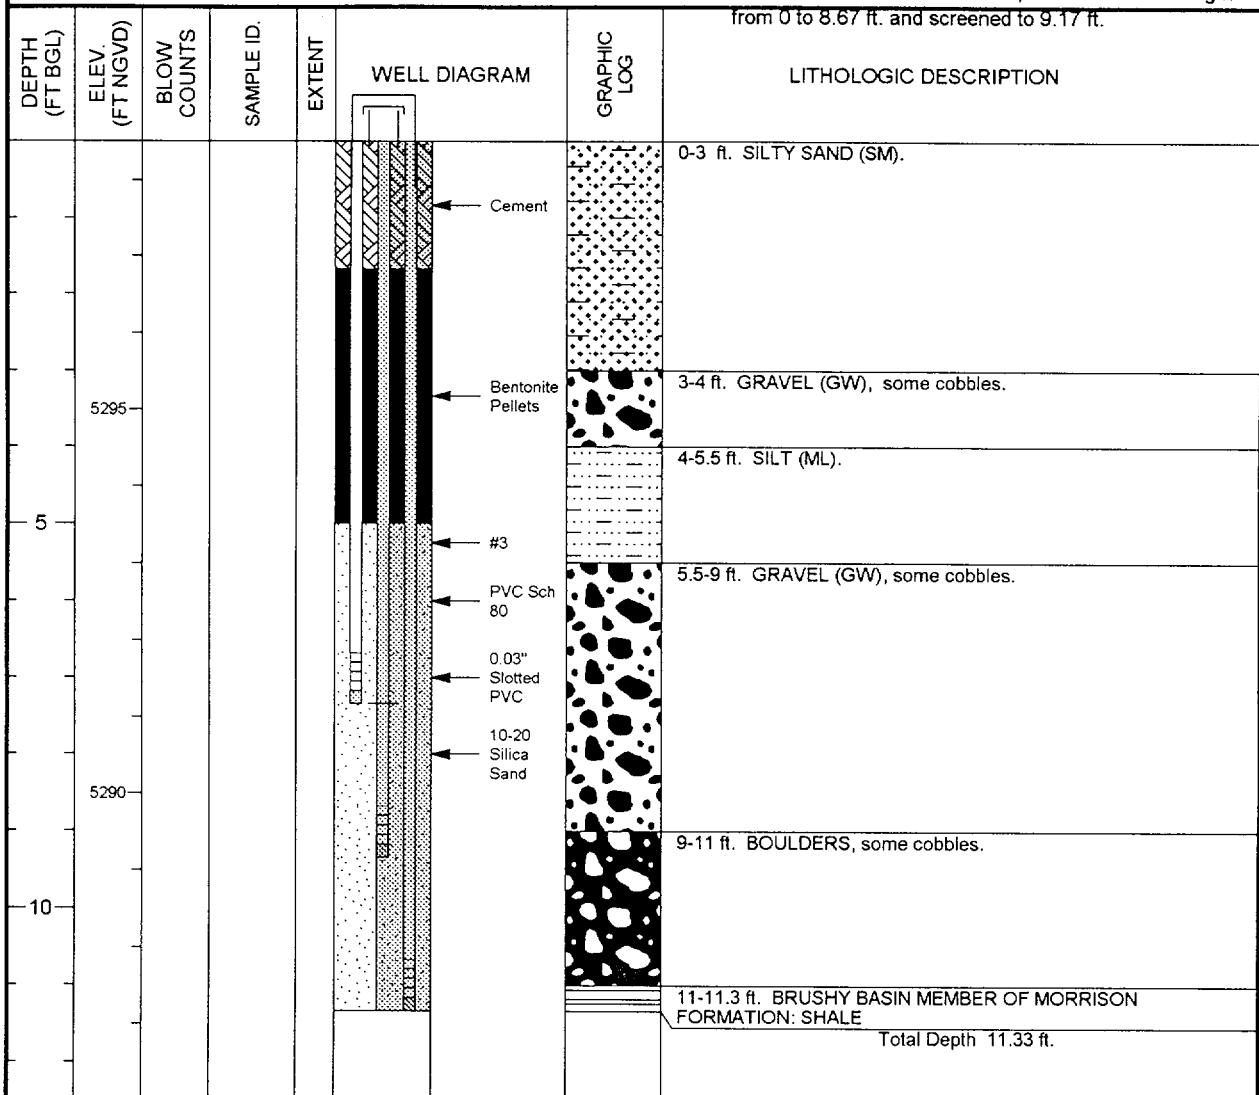 from 0 to 8.67 ft. and screened to 9.17 ft.
DEPTH
(FT BGL)
ELEV.
(FT NGVD)
BLOW
COUNTS
SAMPLE ID.
EXTENT
WELL DIAGRAM
GRAPHIC
LOG
LITHOLOGIC DESCRIPTION
0-3 ft. SILTY SAND (SM).
Cement
3-4 ft. GRAVEL (GW), some cobbles.
Bentonite
Pellets
5295
4-5.5 ft. SILT (ML).
5
#3
5.5-9 ft. GRAVEL (GW), some cobbles.
PVC Sch
80
0.03"
Slotted
PVC
10-20
Silica
Sand
5290
9-11 ft. BOULDERS, some cobbles.
10
11-11.3 ft. BRUSHY BASIN MEMBER OF MORRISON
FORMATION: SHALE
Total Depth 11.33 ft.